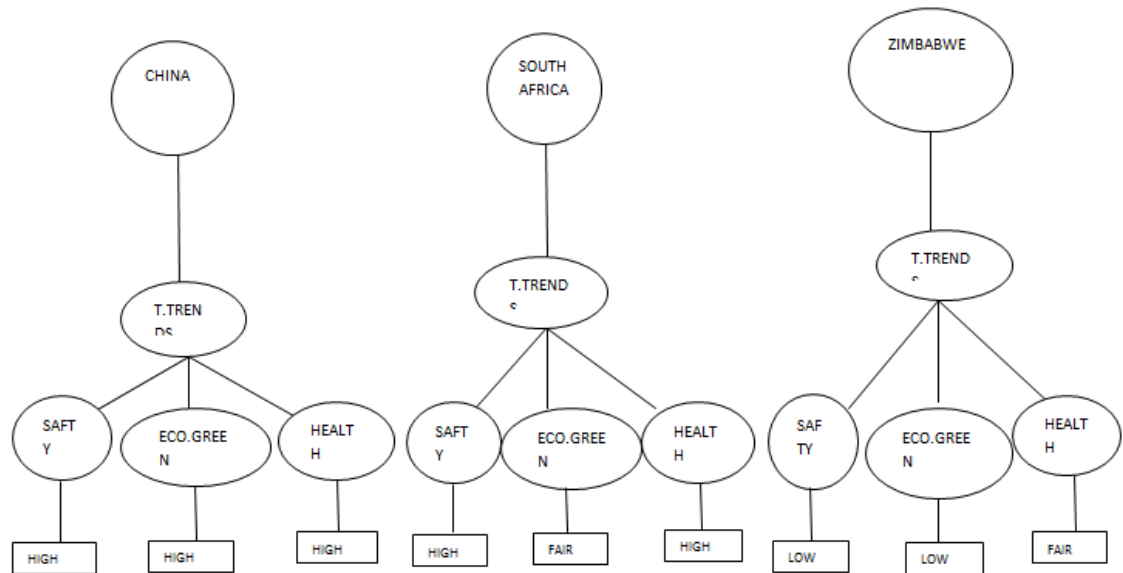 CHINA
T.TREN
DS
SAFT
Y
ECO.GREE
N
HEALT
H
HIGH
HIGH
HIGH
SOUTH
AFRICA
T.TREND
S
SAFT
Y
ECO.GREE
N
HEALT
H
HIGH
FAIR
HIGH
ZIMBABWE
T.TREND
S
SAF
TY
ECO.GREE
N
HEALT
H
LOW
LOW
FAIR